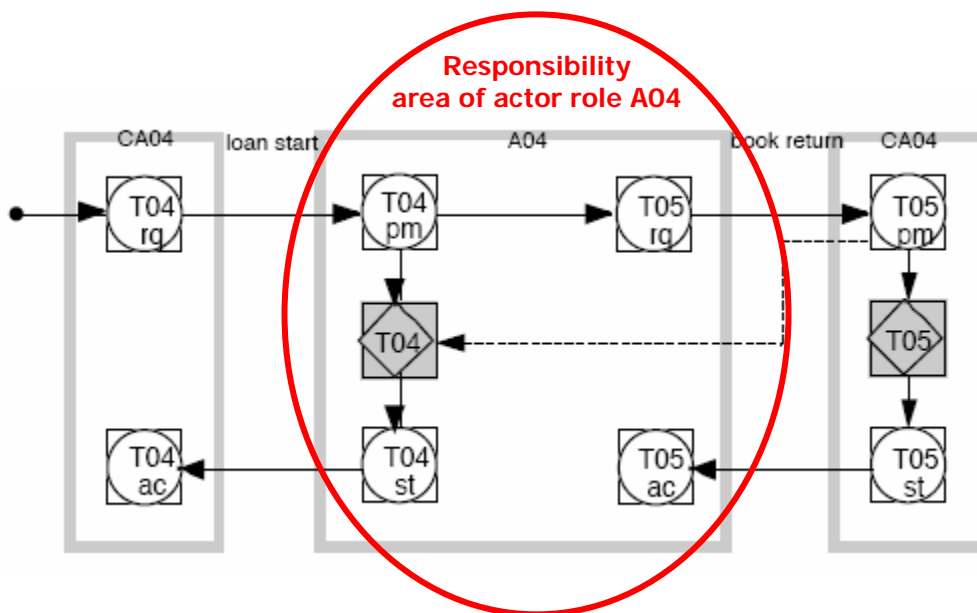 Responsibility
area of actor role A04
CA04
loan start
A04
book return
CA04
T04
rq
T04
pm
T05
rq
T05
pm
T04
T05
T04
ac
T04
st
T05
ac
T05
st